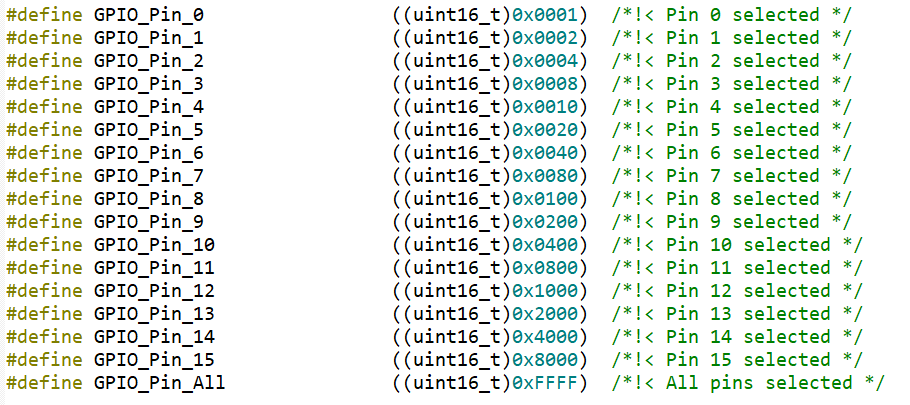 #define GPIO_Pin_0                 ((uint16_t)0x0001)  /*!< Pin 0 selected */
#define GPIO_Pin_1                 ((uint16_t)0x0002)  /*!< Pin 1 selected */
#define GPIO_Pin_2                 ((uint16_t)0x0004)  /*!< Pin 2 selected */
#define GPIO_Pin_3                 ((uint16_t)0x0008)  /*!< Pin 3 selected */
#define GPIO_Pin_4                 ((uint16_t)0x0010)  /*!< Pin 4 selected */
#define GPIO_Pin_5                 ((uint16_t)0x0020)  /*!< Pin 5 selected */
#define GPIO_Pin_6                 ((uint16_t)0x0040)  /*!< Pin 6 selected */
#define GPIO_Pin_7                 ((uint16_t)0x0080)  /*!< Pin 7 selected */
#define GPIO_Pin_8                 ((uint16_t)0x0100)  /*!< Pin 8 selected */
#define GPIO_Pin_9                 ((uint16_t)0x0200)  /*!< Pin 9 selected */
#define GPIO_Pin_10                ((uint16_t)0x0400)  /*!< Pin 10 selected */
#define GPIO_Pin_11                ((uint16_t)0x0800)  /*!< Pin 11 selected */
#define GPIO_Pin_12                ((uint16_t)0x1000)  /*!< Pin 12 selected */
#define GPIO_Pin_13                ((uint16_t)0x2000)  /*!< Pin 13 selected */
#define GPIO_Pin_14                ((uint16_t)0x4000)  /*!< Pin 14 selected */
#define GPIO_Pin_15                ((uint16_t)0x8000)  /*!< Pin 15 selected */
#define GPIO_Pin_All               ((uint16_t)0xFFFF)  /*!< All pins selected */